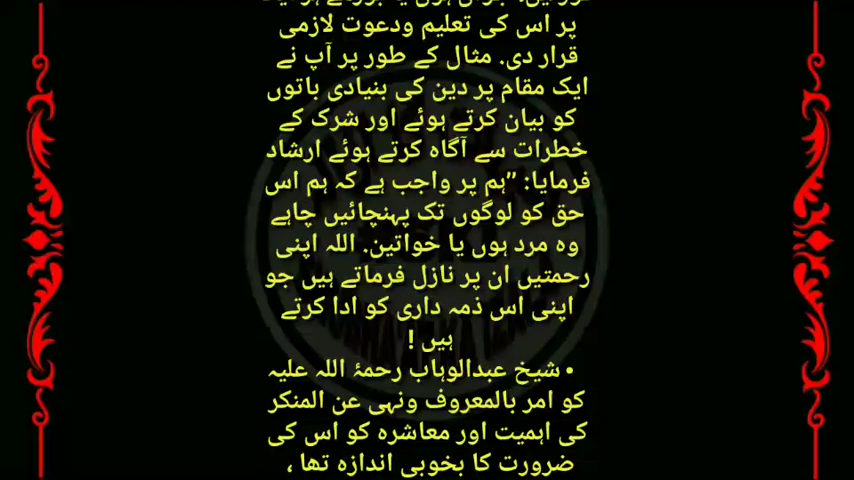 پر اس کی تعلیم ودعوت لازمی
قرار دی. مثال کے طور پر آپ نے
ایک مقام پر دین کی بنیادی باتوں
کو بیان کرتے ہوئے اور شرک کے
خطرات سے آگاہ کرتے ہوئے ارشاد
فرمایا: ”ہم پر واجب ہے کہ ہم اس
حق کو لوگوں تک پہنچائیں چاہے
وہ مرد ہوں یا خواتین. اللہ اپنی
رحمتیں ان پر نازل فرماتے ہیں جو
اپنی اس ذمہ داری کو ادا کرتے
ہیں !
• شیخ عبدالوہاب رحمۂ اللہ علیہ
کو امر بالمعروف ونہی عن المنکر
کی اہمیت اور معاشرہ کو اس کی
ضرورت کا بخوبی اندازہ تھا ،